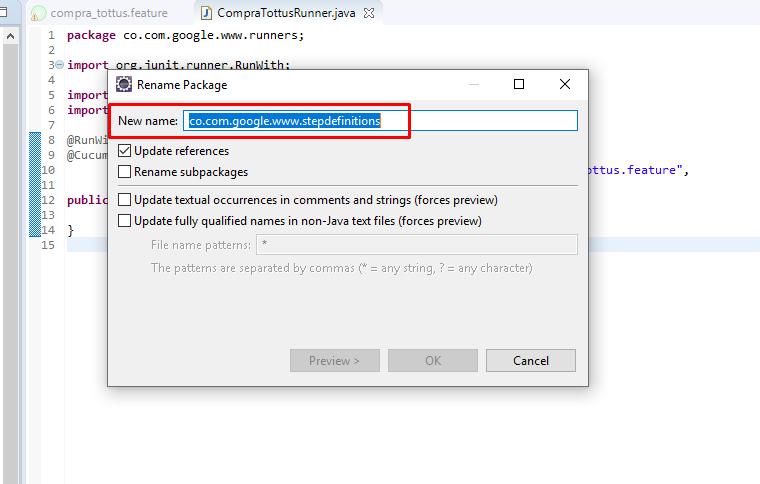 compra_tottus.feature CompraTottusRunner.java
1 package co.com.google.www.runners;
2
3 import org.junit.runner.RunWith;
Rename Package
5 import
6 import
New name: co.com.google.www.stepdefinitions
7
8 @RunWi
Update references
9 @Cucum
10 ottus.feature",
Rename subpackages
11
12 public
Update textual occurrences in comments and strings (forces preview)
13
Update fully qualified names in non-Java text files (forces preview)
14 }
15
File name patterns: *
The patterns are separated by commas (* = any string, ? = any character)
Preview > OK Cancel